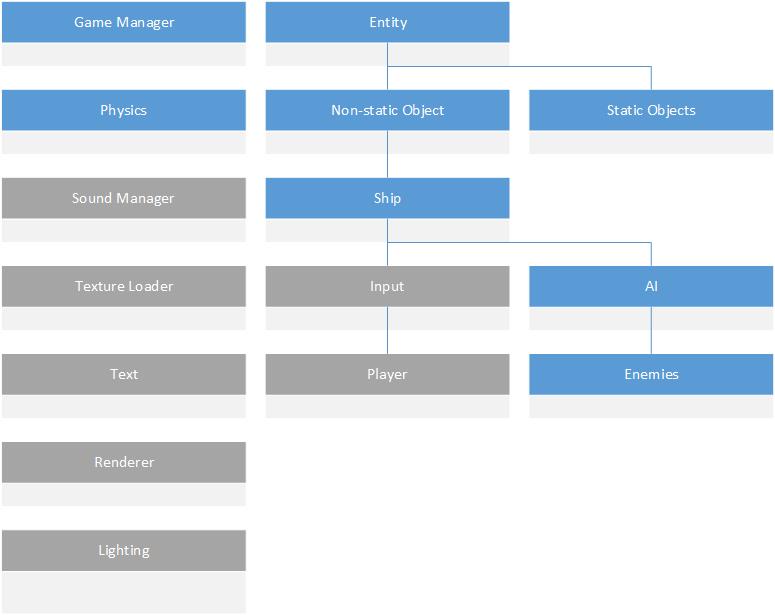 Game Manager
Entity
Physics
Non-static Object
Static Objects
Sound Manager
Ship
Texture Loader
Input
AI
Text
Player
Enemies
Renderer
Lighting